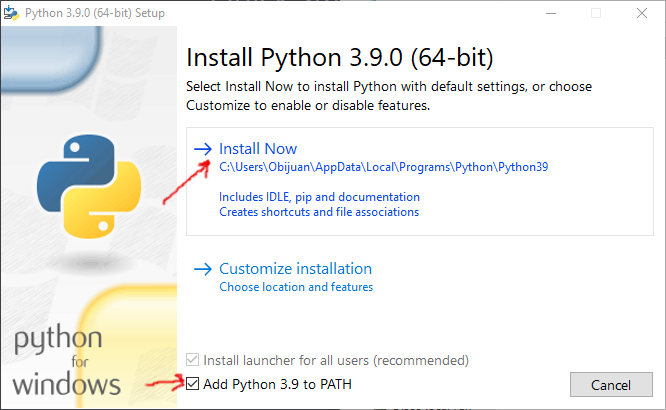 Python 3.9.0 (64-bit) Setup
Install Python 3.9.0 (64-bit)
Select Install Now to install Python with default settings, or choose
Customize to enable or disable features.
Install Now
C:\Users\Obijuan\AppData\Local\Programs\Python\Python39
Includes IDLE, pip and documentation
Creates shortcuts and file associations
Customize installation
Choose location and features
python
for
windows
Install launcher for all users (recommended)
Add Python 3.9 to PATH
Cancel